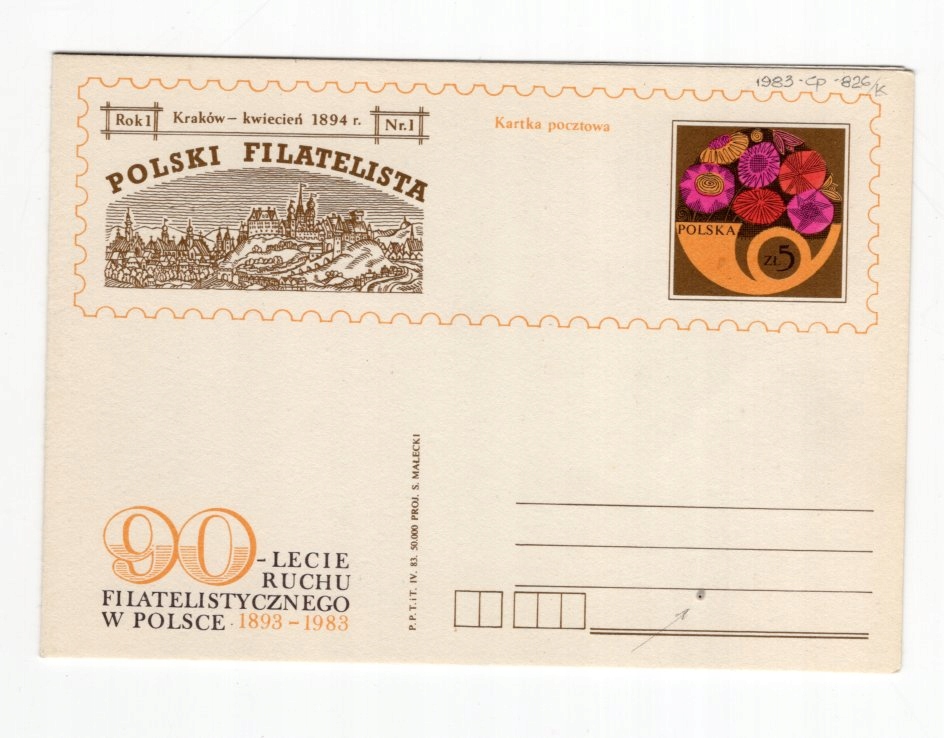 1983-Cp-826/K
Rok 1
Kraków – kwiecień 1894 r.
Nr. 1
POLSKI FILATELISTA
Kartka pocztowa
POLSKA
ZŁ 5
90-LECIE
RUCHU
FILATELISTYCZNEGO
W POLSCE 1893–1983
P. P. T. i T. IV. 83. 50.000 PROJ. S. MAŁECKI